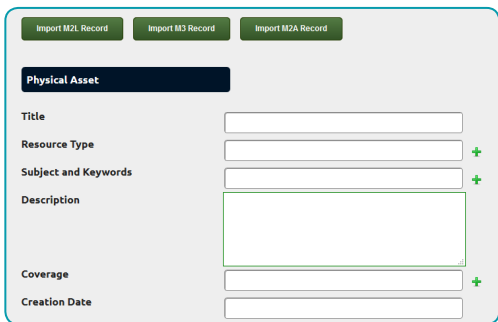 Import M2L Record Import M3 Record Import M2A Record
Physical Asset
Title
Resource Type
Subject and Keywords
Description
Coverage
Creation Date